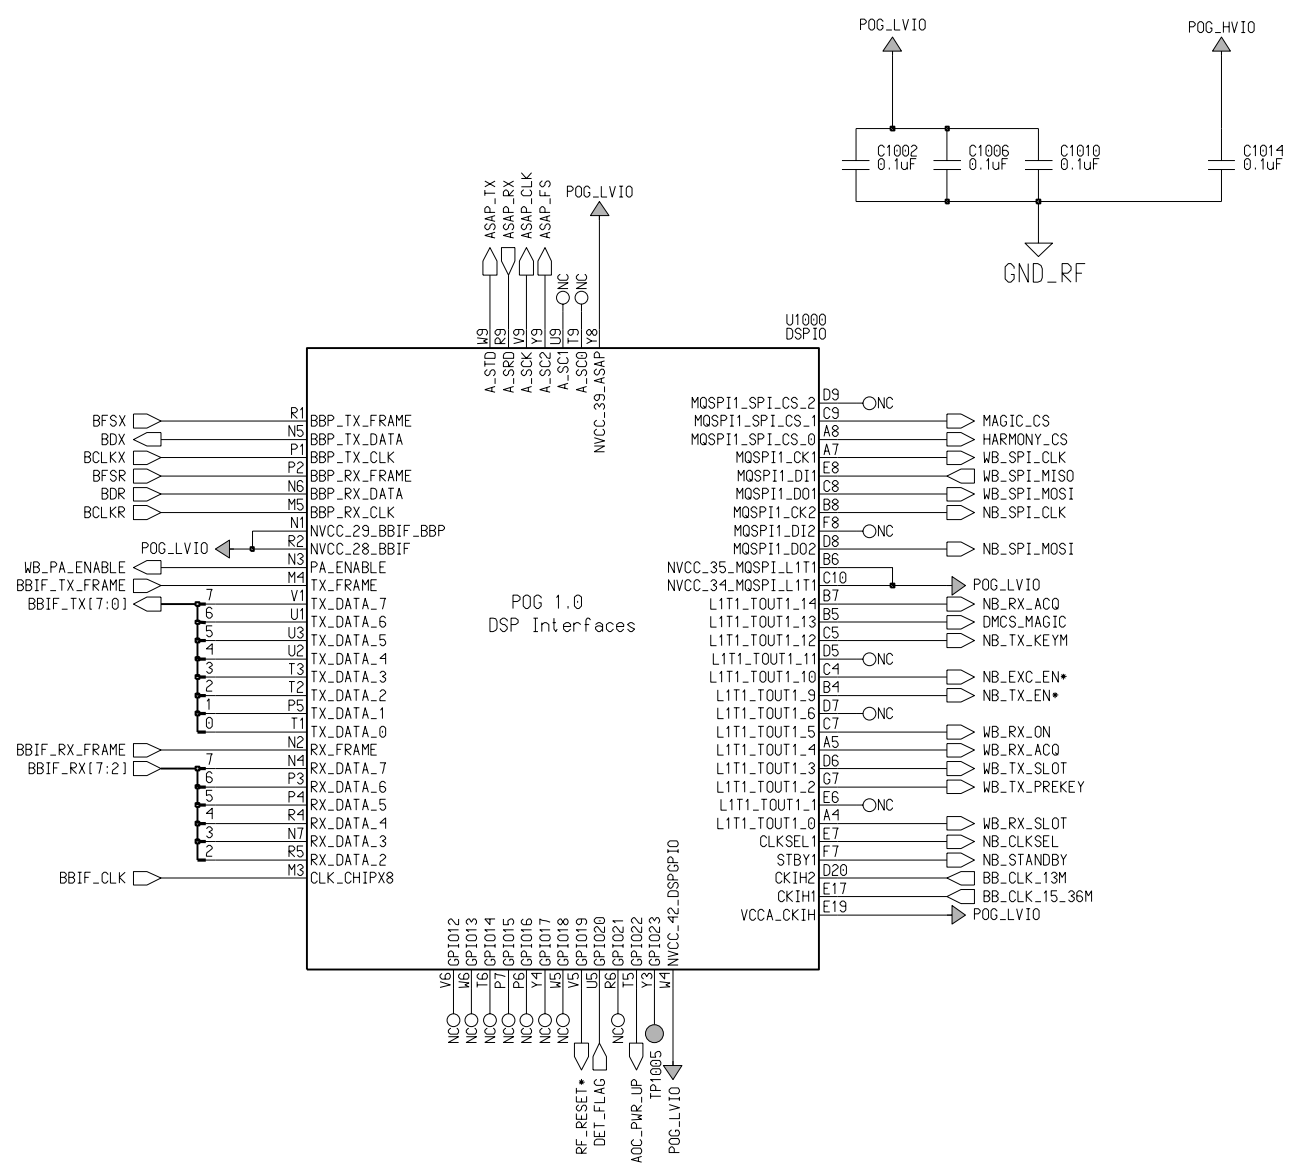 POG_LVIO
POG_HVIO
C1002
0.1uF
C1006
0.1uF
C1010
0.1uF
C1014
0.1uF
GND_RF
ASAP_TX
ASAP_RX
ASAP_CLK
ASAP_FS
NC
NC
POG_LVIO
W9
R9
V9
Y9
U9
T9
Y8
A_STD
A_SRD
A_SCK
A_SC2
A_SC1
A_SC0
NVCC_39_ASAP
U1000
DSPIO
BFSX R1 BBP_TX_FRAME
BDX N5 BBP_TX_DATA
BCLKX P1 BBP_TX_CLK
BFSR P2 BBP_RX_FRAME
BDR N6 BBP_RX_DATA
BCLKR M5 BBP_RX_CLK
N1 NVCC_29_BBIF_BBP
POG_LVIO R2 NVCC_28_BBIF
WB_PA_ENABLE N3 PA_ENABLE
BBIF_TX_FRAME M4 TX_FRAME
BBIF_TX[7:0] 7 V1 TX_DATA_7
6 U1 TX_DATA_6
5 U3 TX_DATA_5
4 U2 TX_DATA_4
3 T3 TX_DATA_3
2 T2 TX_DATA_2
1 P5 TX_DATA_1
0 T1 TX_DATA_0
BBIF_RX_FRAME N2 RX_FRAME
BBIF_RX[7:2] 7 N4 RX_DATA_7
6 P3 RX_DATA_6
5 P4 RX_DATA_5
4 R4 RX_DATA_4
3 N7 RX_DATA_3
2 R5 RX_DATA_2
BBIF_CLK M3 CLK_CHIPX8
POG 1.0
DSP Interfaces
MQSPI1_SPI_CS_2 D9 NC
MQSPI1_SPI_CS_1 C9 MAGIC_CS
MQSPI1_SPI_CS_0 A8 HARMONY_CS
MQSPI1_CK1 A7 WB_SPI_CLK
MQSPI1_DI1 E8 WB_SPI_MISO
MQSPI1_DO1 C8 WB_SPI_MOSI
MQSPI1_CK2 B8 NB_SPI_CLK
MQSPI1_DI2 F8 NC
MQSPI1_DO2 D8 NB_SPI_MOSI
NVCC_35_MQSPI_L1T1 B6
NVCC_34_MQSPI_L1T1 C10 POG_LVIO
L1T1_TOUT1_14 B7 NB_RX_ACQ
L1T1_TOUT1_13 B5 DMCS_MAGIC
L1T1_TOUT1_12 C5 NB_TX_KEYM
L1T1_TOUT1_11 D5 NC
L1T1_TOUT1_10 C4 NB_EXC_EN*
L1T1_TOUT1_9 B4 NB_TX_EN*
L1T1_TOUT1_6 D7 NC
L1T1_TOUT1_5 C7 WB_RX_ON
L1T1_TOUT1_4 A5 WB_RX_ACQ
L1T1_TOUT1_3 D6 WB_TX_SLOT
L1T1_TOUT1_2 G7 WB_TX_PREKEY
L1T1_TOUT1_1 E6 NC
L1T1_TOUT1_0 A4 WB_RX_SLOT
CLKSEL1 E7 NB_CLKSEL
STBY1 F7 NB_STANDBY
CKIH2 D20 BB_CLK_13M
CKIH1 E17 BB_CLK_15_36M
VCCA_CKIH E19 POG_LVIO
GPIO12
GPIO13
GPIO14
GPIO15
GPIO16
GPIO17
GPIO18
GPIO19
GPIO20
GPIO21
GPIO22
GPIO23
NVCC_42_DSPGPIO
V6
W6
T6
P7
P6
Y4
W5
V5
U5
R6
T5
Y3
W4
NC
NC
NC
NC
NC
NC
NC
RF_RESET*
DET_FLAG
NC
AOC_PWR_UP
TP1005
POG_LVIO